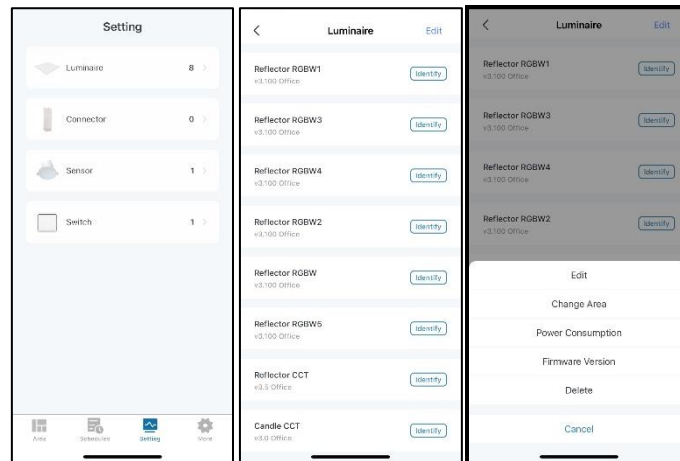 Setting
Luminaire 8
Connector 0
Sensor 1
Switch 1
Area Schedules Setting More
Luminaire Edit
Reflector RGBW1
v3.100 Office
Identify
Reflector RGBW3
v3.100 Office
Identify
Reflector RGBW4
v3.100 Office
Identify
Reflector RGBW2
v3.100 Office
Identify
Reflector RGBW
v3.100 Office
Identify
Reflector RGBW5
v3.100 Office
Identify
Reflector CCT
v3.5 Office
Identify
Candle CCT
v3.0 Office
Identify
Luminaire Edit
Reflector RGBW1
v3.100 Office
Identify
Reflector RGBW3
v3.100 Office
Identify
Reflector RGBW4
v3.100 Office
Identify
Reflector RGBW2
v3.100 Office
Identify
Edit
Change Area
Power Consumption
Firmware Version
Delete
Cancel